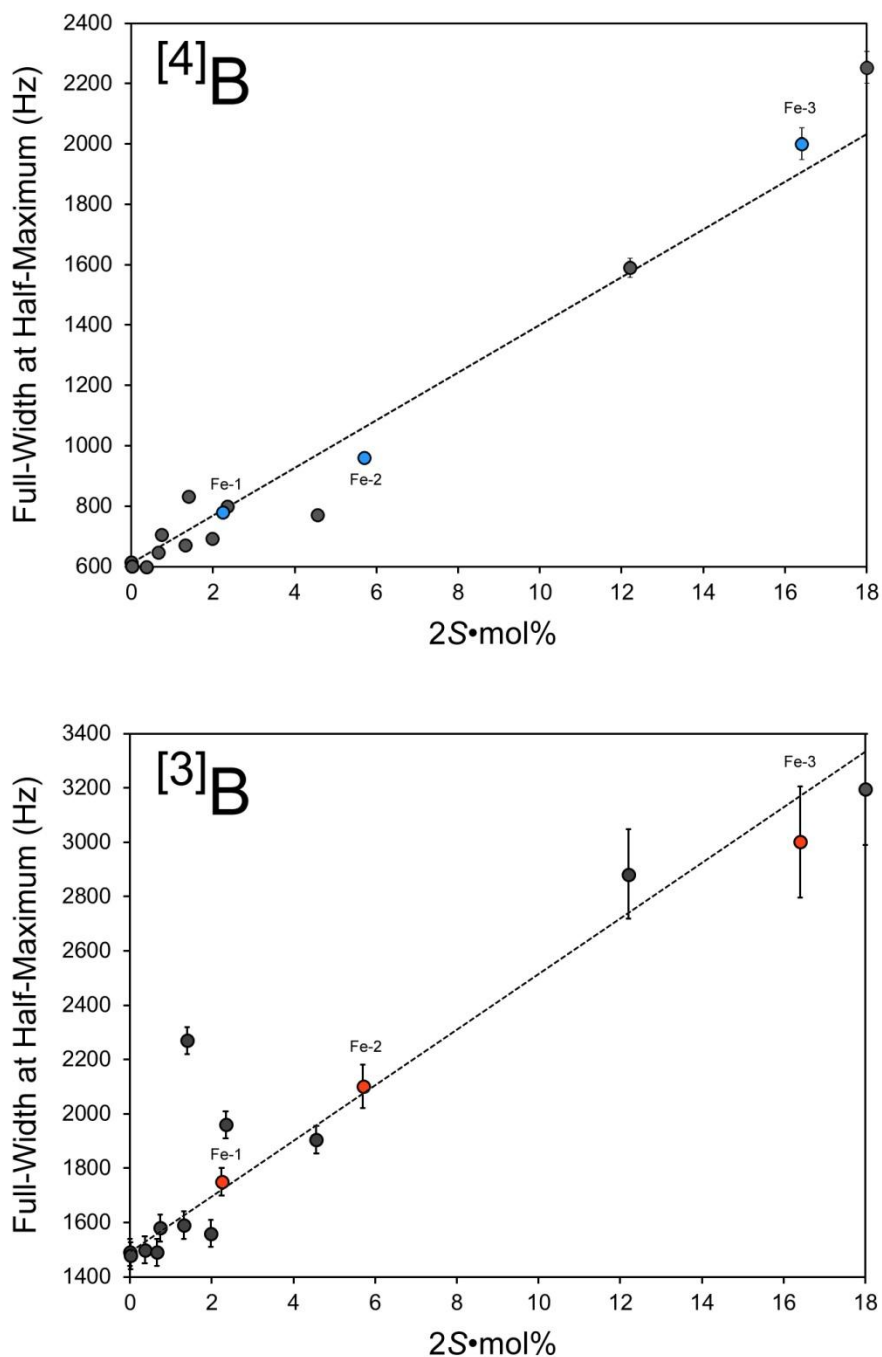 2400
[4]B
2200
Fe-3
2000
1800
1600
1400
1200
1000
Fe-1
Fe-2
800
600
0 2 4 6 8 10 12 14 16 18
Full-Width at Half-Maximum (Hz)
2S•mol%
3400
[3]B
Fe-3
3200
3000
2800
2600
2400
2200
Fe-2
2000
1800
Fe-1
1600
1400
0 2 4 6 8 10 12 14 16 18
Full-Width at Half-Maximum (Hz)
2S•mol%